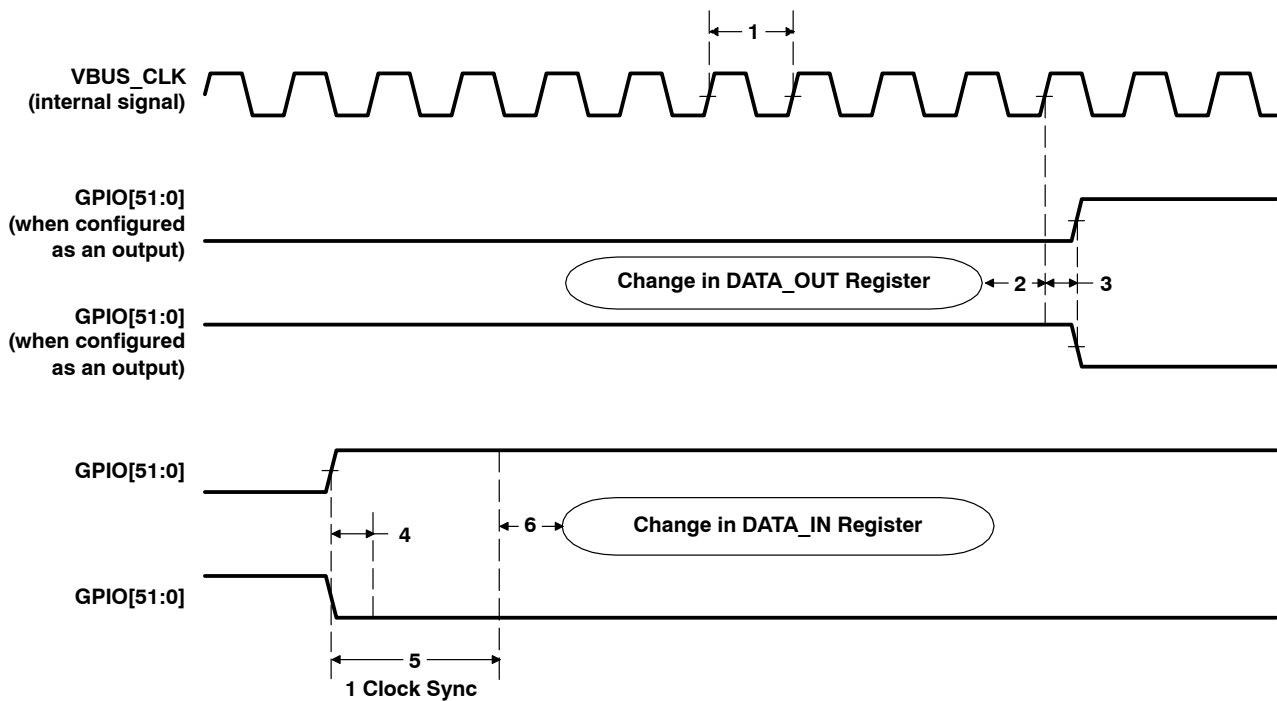 1
VBUS_CLK
(internal signal)
GPIO[51:0]
(when configured
as an output)
Change in DATA_OUT Register
2
3
GPIO[51:0]
(when configured
as an output)
GPIO[51:0]
6
Change in DATA_IN Register
4
GPIO[51:0]
5
1 Clock Sync